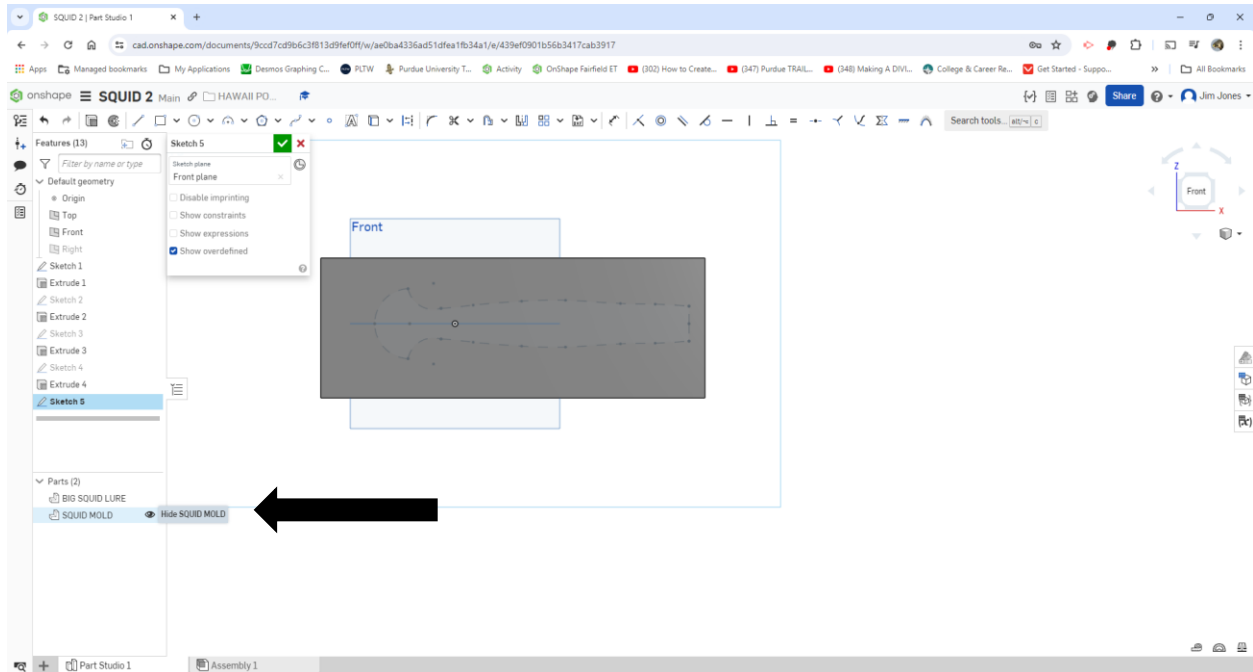 SQUID 2 | Part Studio 1
cad.onshape.com/documents/9ccd7cd9b6c3f813d9fef0ff/w/ae0ba4336ad51dfea1fb34a1/e/439ef0901b56b3417cab3917
Apps Managed bookmarks My Applications Desmos Graphing C... PLTW Purdue University T... Activity OnShape Fairfield ET (302) How to Create... (347) Purdue TRAIL... (348) Making A DIVI... College & Career Re... Get Started - Suppo... All Bookmarks
onshape SQUID 2 Main HAWAII PO... Share Jim Jones
Search tools... alt/⌥ c
Features (13) Sketch 5
Filter by name or type
Sketch plane
Front plane
Default geometry
Origin
Top
Front
Right
Sketch 1
Extrude 1
Sketch 2
Extrude 2
Sketch 3
Extrude 3
Sketch 4
Extrude 4
Sketch 5
Disable imprinting
Show constraints
Show expressions
Show overdefined
Front
Z
Front
X
Parts (2)
BIG SQUID LURE
SQUID MOLD Hide SQUID MOLD
Part Studio 1 Assembly 1